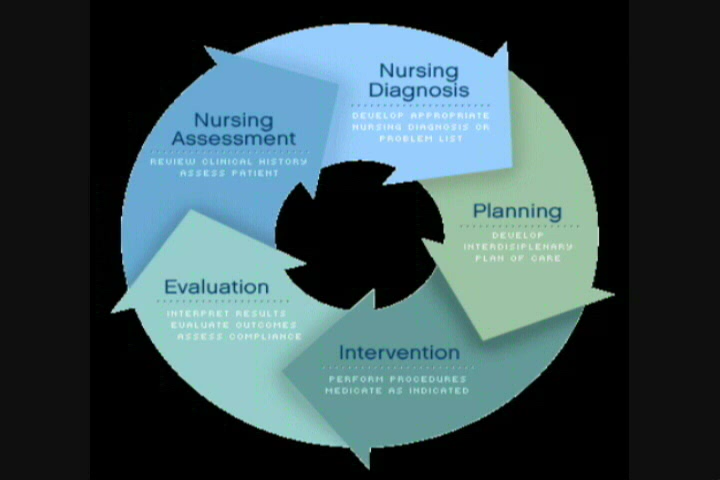 Nursing
Diagnosis
DEVELOP APPROPRIATE
NURSING DIAGNOSIS OR
PROBLEM LIST
Planning
DEVELOP
INTERDISIPLENARY
PLAN OF CARE
Intervention
PERFORM PROCEDURES
MEDICATE AS INDICATED
Evaluation
INTERPRET RESULTS
EVALUATE OUTCOMES
ASSESS COMPLIANCE
Nursing
Assessment
REVIEW CLINICAL HISTORY
ASSESS PATIENT